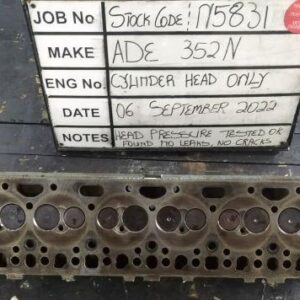 JOB No STOCK CODE: N5831
MAKE ADE 352N
ENG No. CYLINDER HEAD ONLY
DATE 06 SEPTEMBER 2022
NOTES HEAD PRESSURE TESTED OK
FOUND NO LEAKS, NO CRACKS